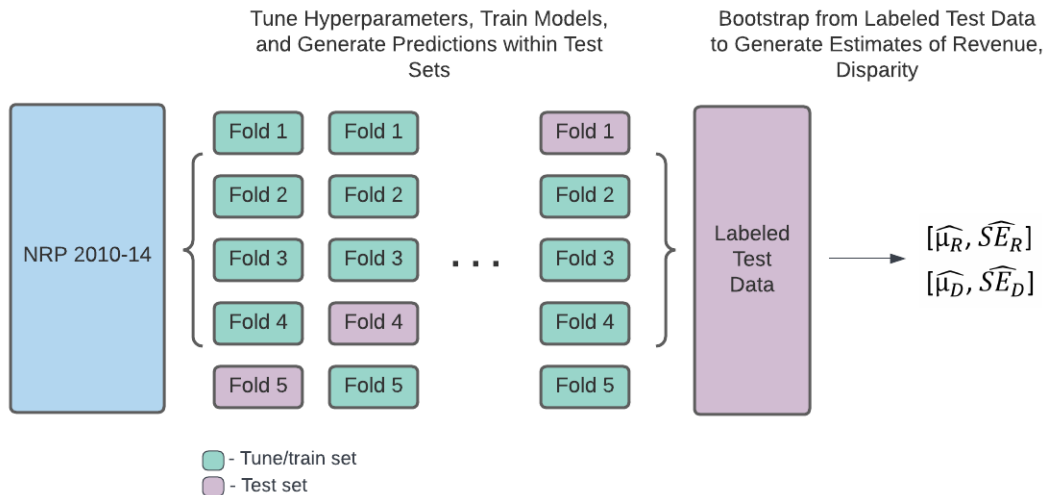 Tune Hyperparameters, Train Models,
and Generate Predictions within Test
Sets
Bootstrap from Labeled Test Data
to Generate Estimates of Revenue,
Disparity
NRP 2010-14
Fold 1
Fold 2
Fold 3
Fold 4
Fold 5
Fold 1
Fold 2
Fold 3
Fold 4
Fold 5
. . .
Fold 1
Fold 2
Fold 3
Fold 4
Fold 5
Labeled
Test
Data
[μ̂_R, ŜE_R]
[μ̂_D, ŜE_D]
- Tune/train set
- Test set